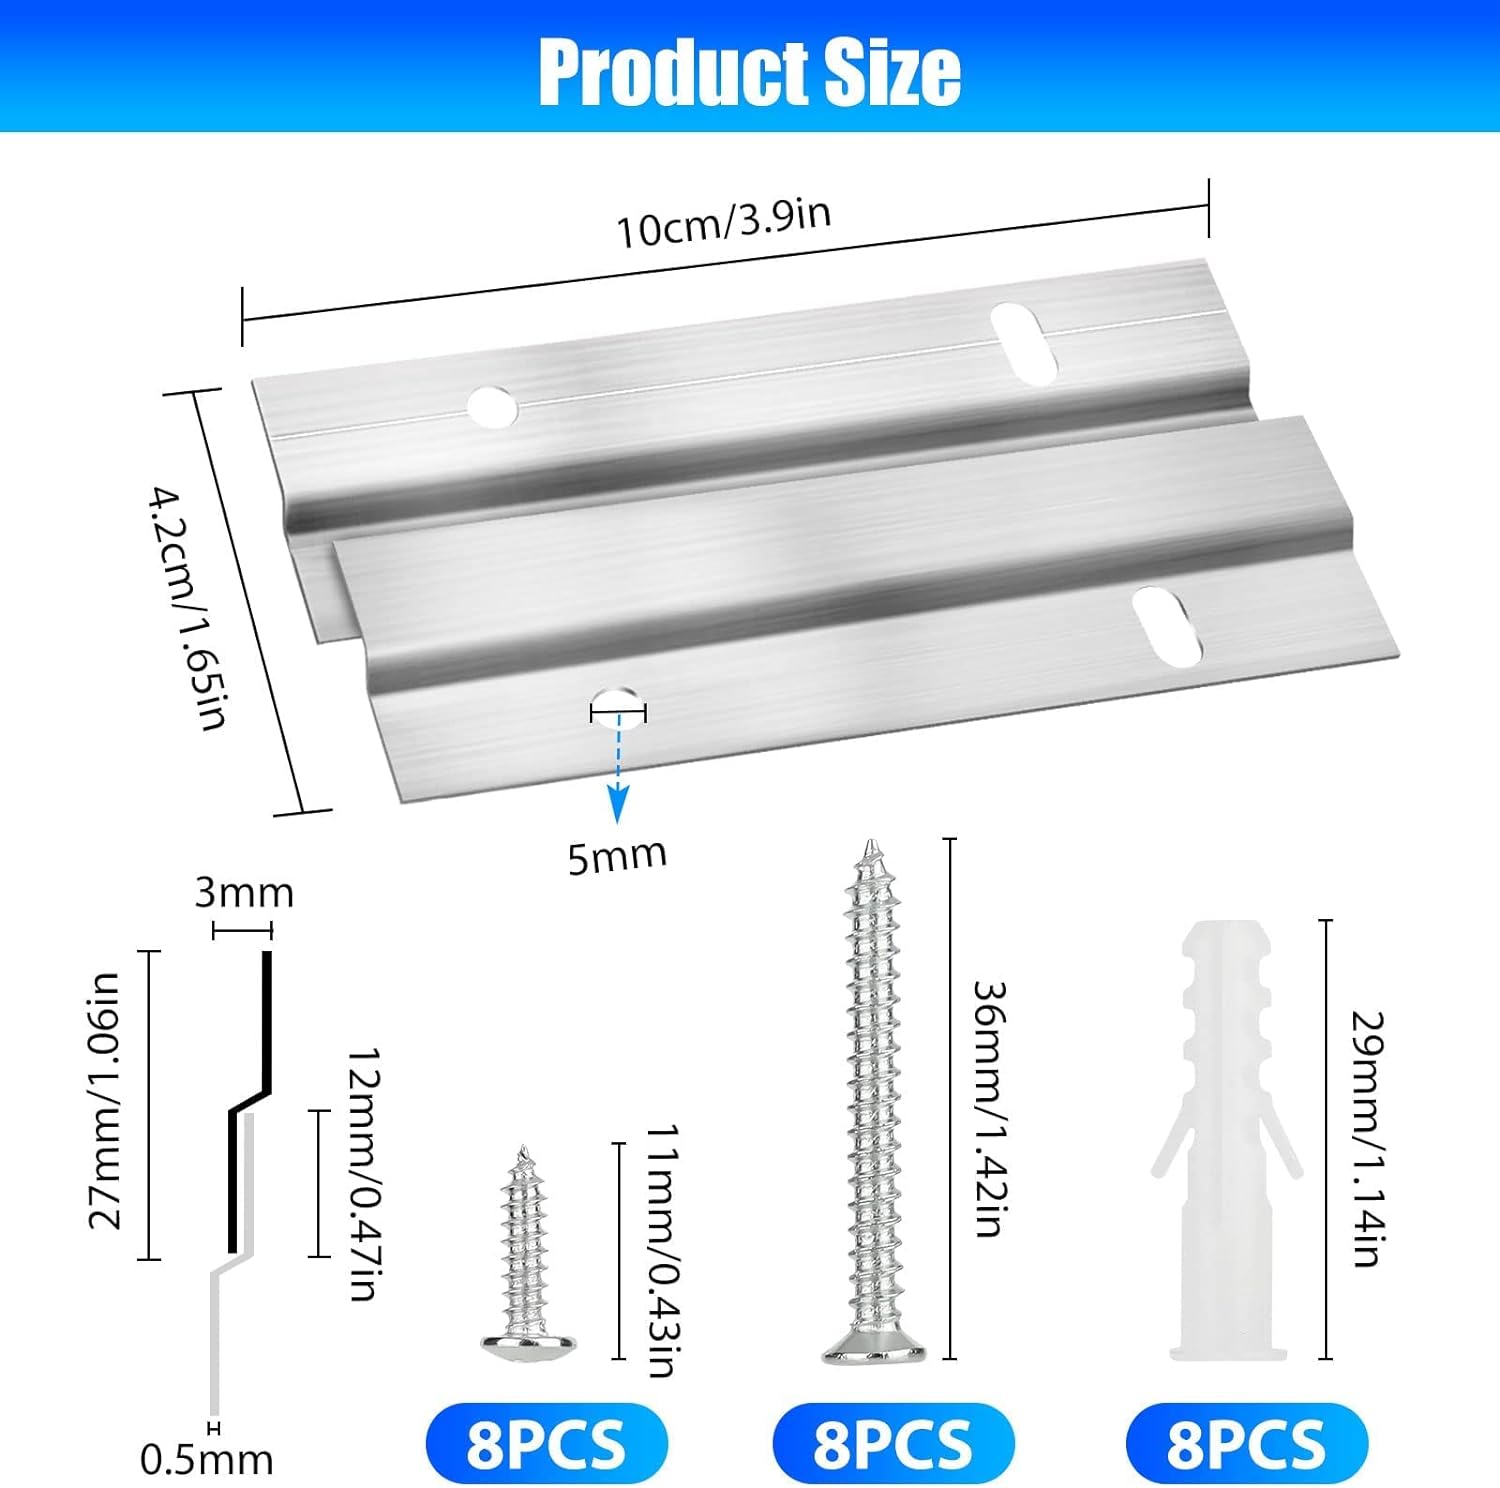 Product Size
10cm/3.9in
4.2cm/1.65in
5mm
3mm
27mm/1.06in
12mm/0.47in
0.5mm
11mm/0.43in
36mm/1.42in
29mm/1.14in
8PCS
8PCS
8PCS